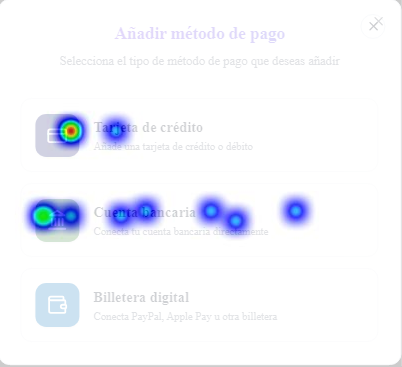 Añadir método de pago
Selecciona el tipo de método de pago que deseas añadir
Tarjeta de crédito
Añade una tarjeta de crédito o débito
Cuenta bancaria
Conecta tu cuenta bancaria directamente
Billetera digital
Conecta PayPal, Apple Pay u otra billetera